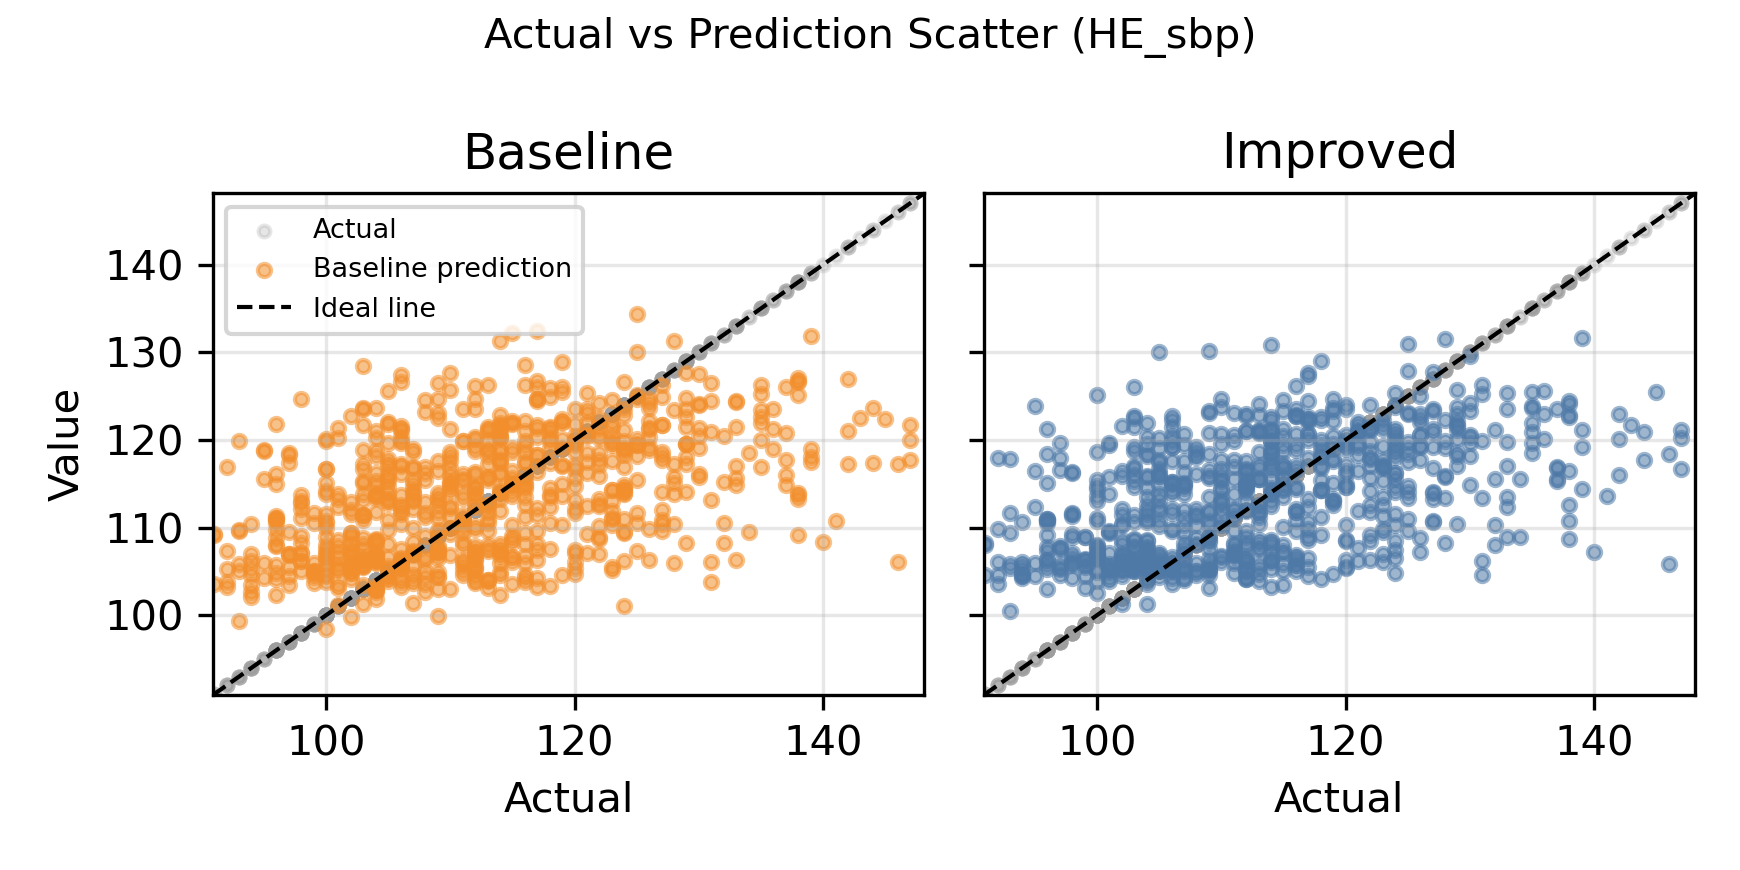 Actual vs Prediction Scatter (HE_sbp)
Baseline
Improved
Actual
Baseline prediction
Ideal line
Value
140
130
120
110
100
100
120
140
100
120
140
Actual
Actual